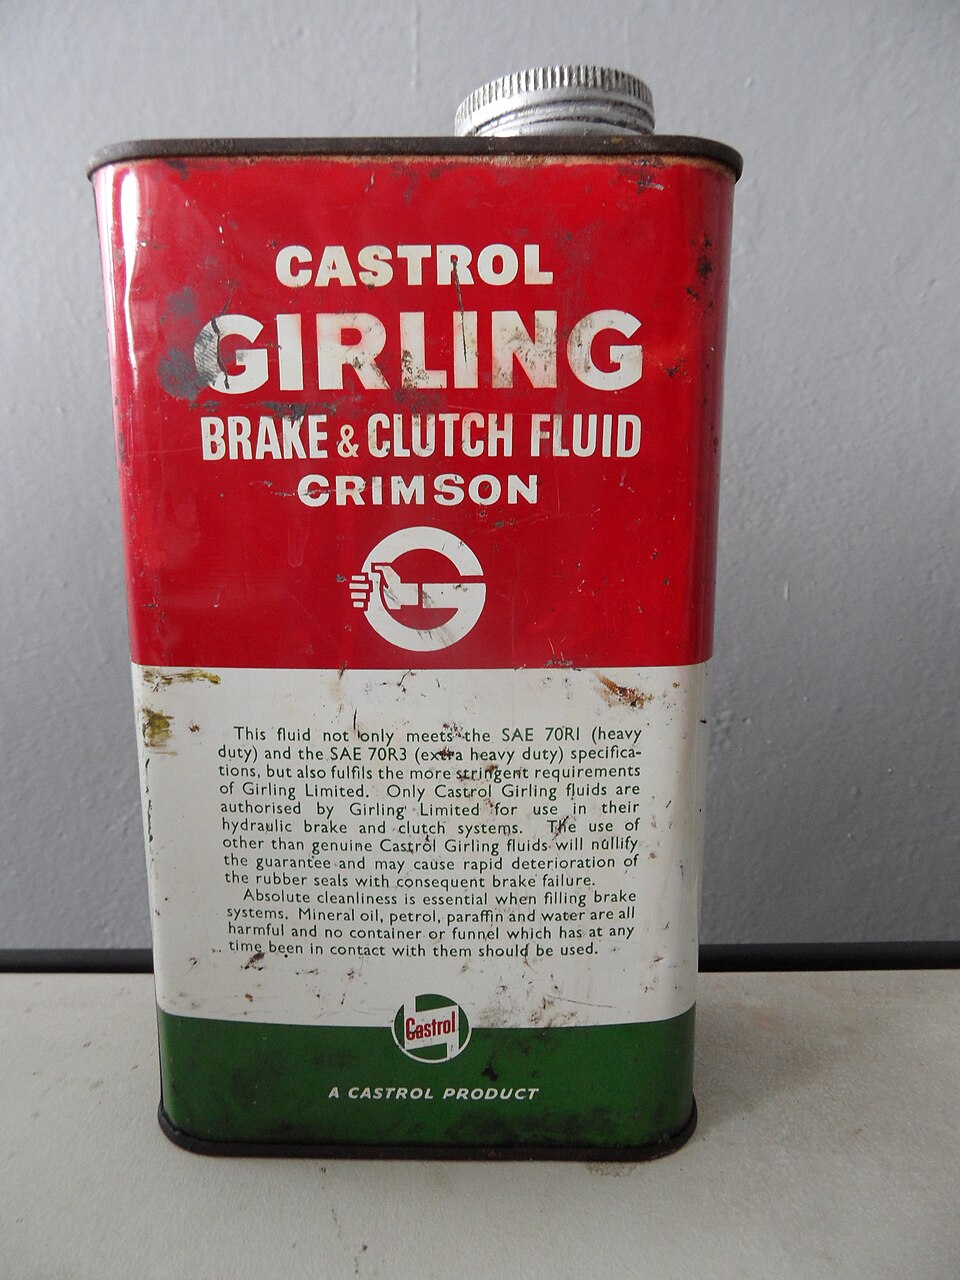 CASTROL
GIRLING
BRAKE & CLUTCH FLUID
CRIMSON
This fluid not only meets the SAE 70R1 (heavy
duty) and the SAE 70R3 (extra heavy duty) specifica-
tions, but also fulfils the more stringent requirements
of Girling Limited. Only Castrol Girling fluids are
authorised by Girling Limited for use in their
hydraulic brake and clutch systems. The use of
other than genuine Castrol Girling fluids will nullify
the guarantee and may cause rapid deterioration of
the rubber seals with consequent brake failure.
Absolute cleanliness is essential when filling brake
systems. Mineral oil, petrol, paraffin and water are all
harmful and no container or funnel which has at any
time been in contact with them should be used.
Castrol
A CASTROL PRODUCT